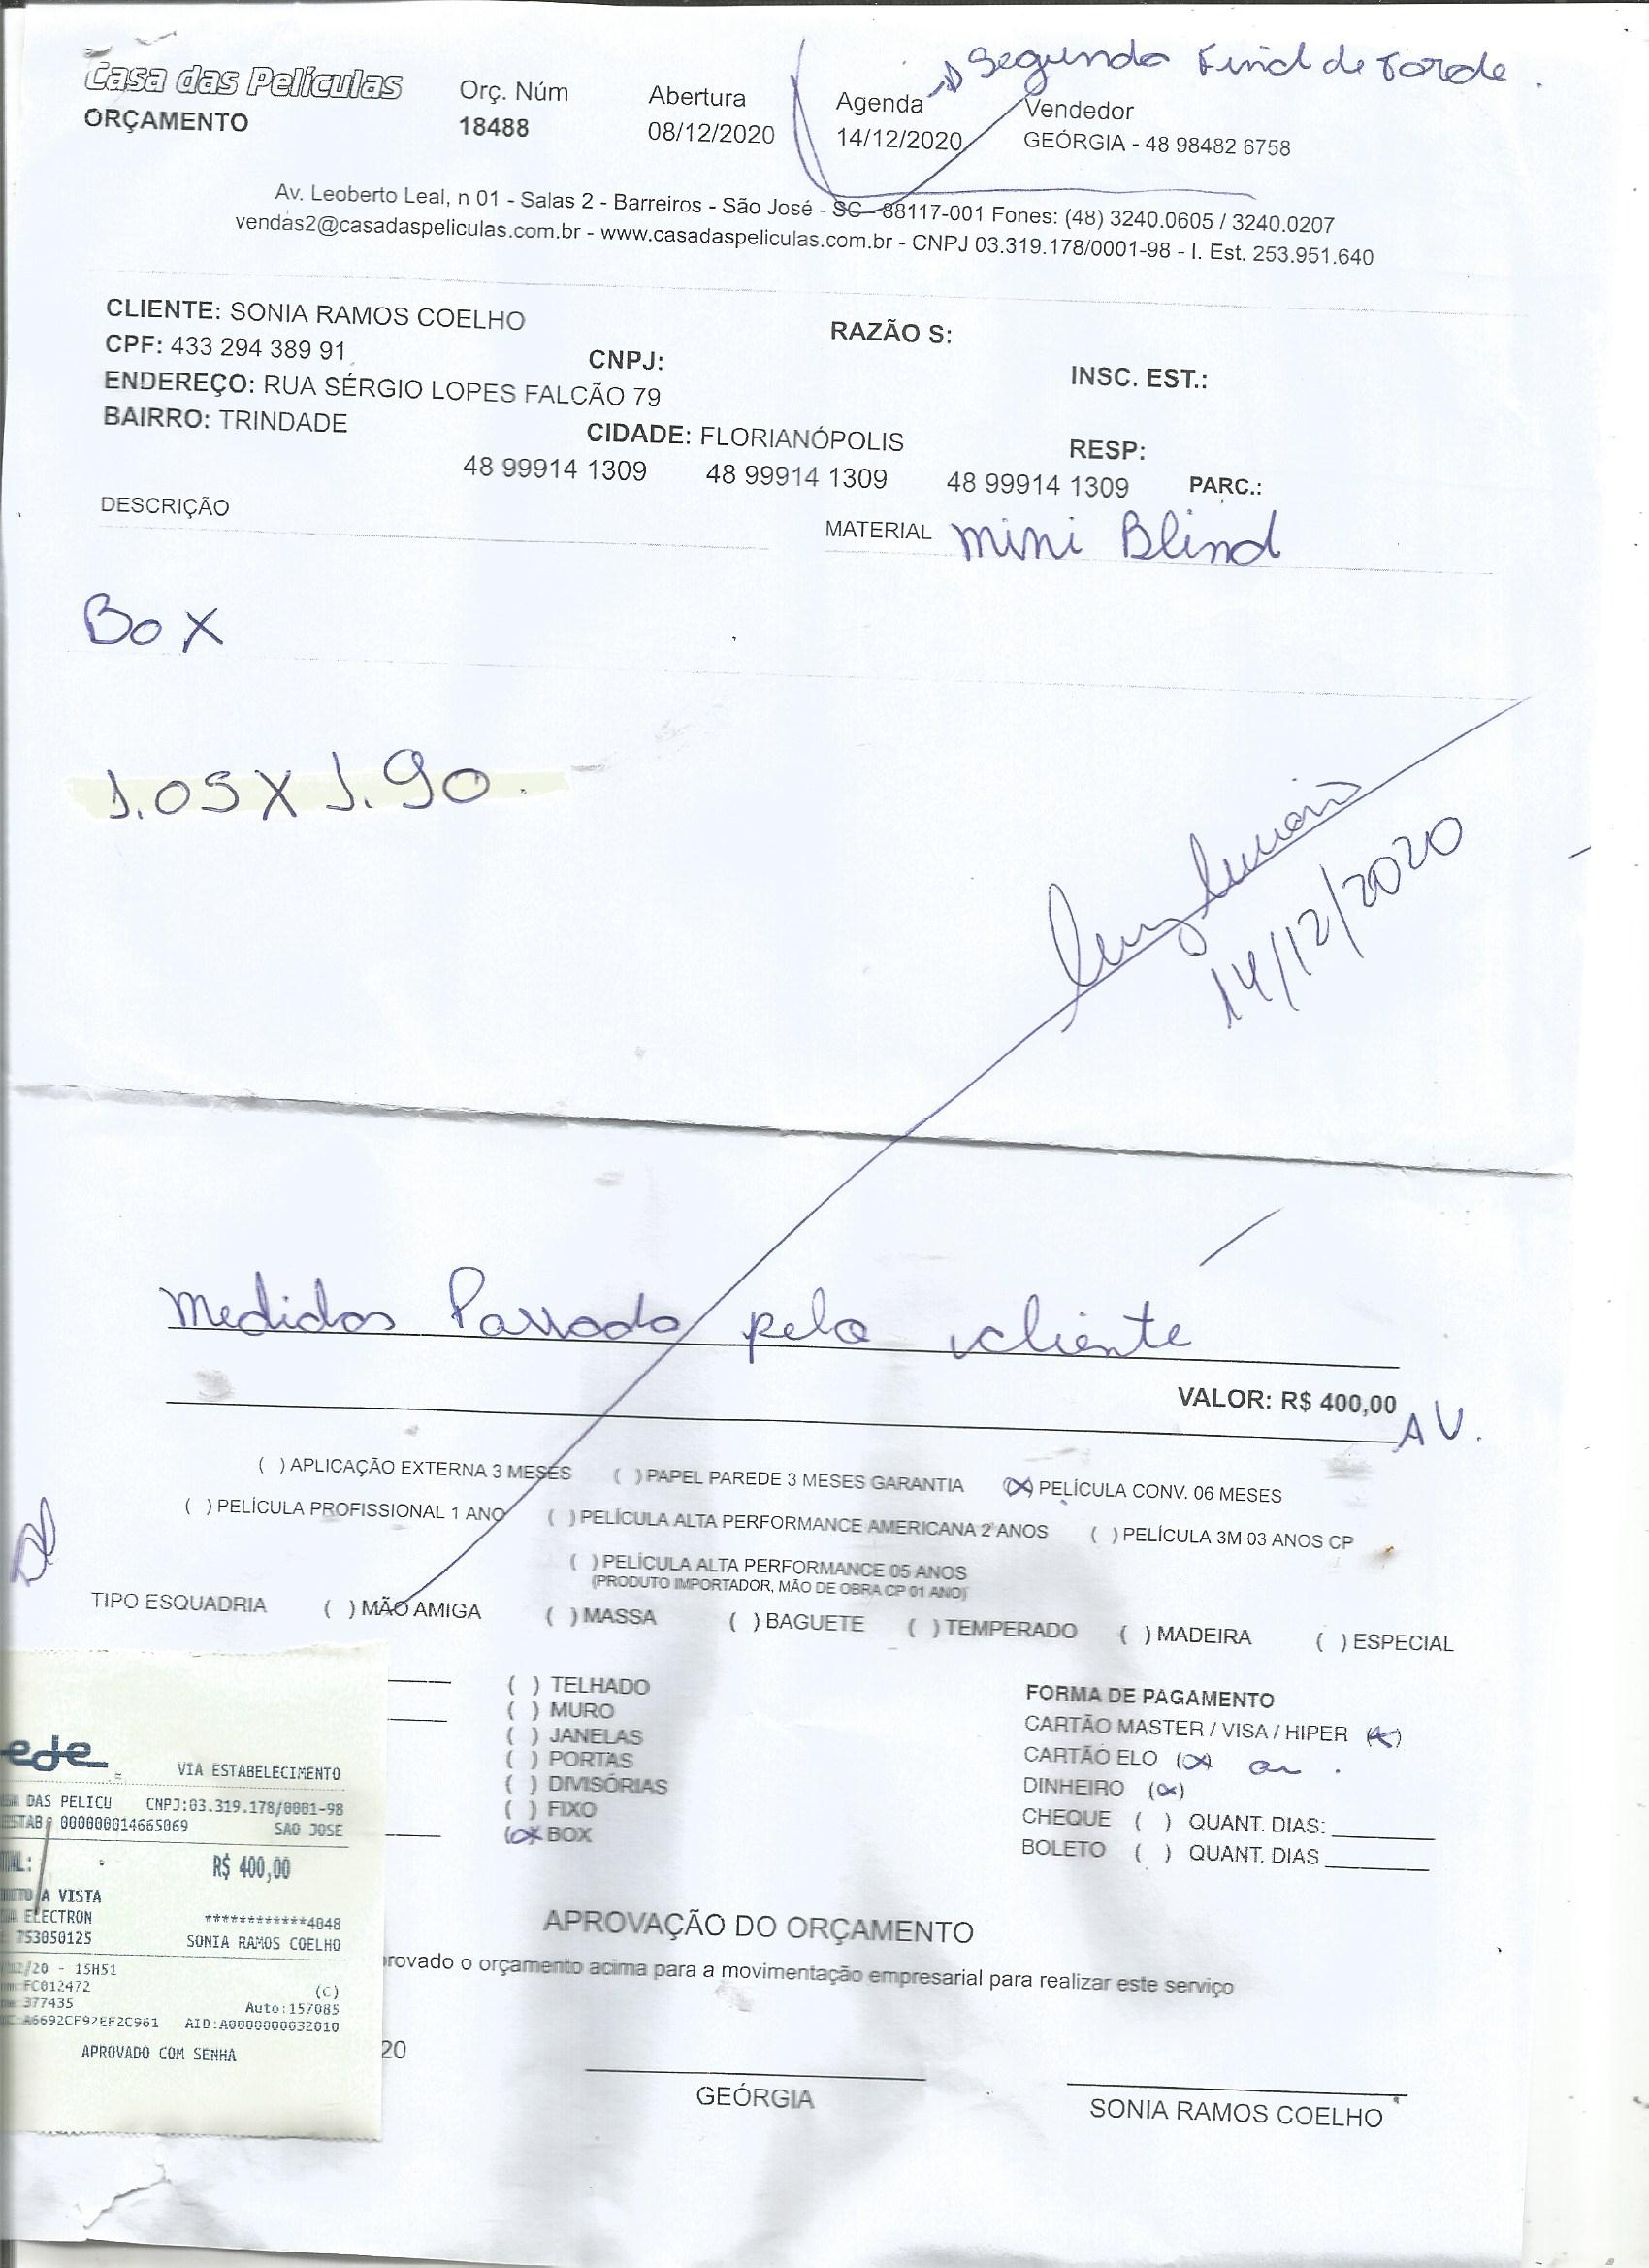 Segunda Final de tarde.
Casa das Películas Orç. Núm Abertura Agenda Vendedor
ORÇAMENTO 18488 08/12/2020 14/12/2020 GEÓRGIA - 48 98482 6758
Av. Leoberto Leal, n 01 - Salas 2 - Barreiros - São José - SC - 88117-001 Fones: (48) 3240.0605 / 3240.0207
vendas2@casadaspeliculas.com.br - www.casadaspeliculas.com.br - CNPJ 03.319.178/0001-98 - I. Est. 253.951.640
CLIENTE: SONIA RAMOS COELHO RAZÃO S:
CPF: 433 294 389 91 CNPJ: INSC. EST.:
ENDEREÇO: RUA SÉRGIO LOPES FALCÃO 79
BAIRRO: TRINDADE CIDADE: FLORIANÓPOLIS RESP:
48 99914 1309 48 99914 1309 48 99914 1309 PARC.:
DESCRIÇÃO MATERIAL mini Blind
Box
1.05 X 1.90.
14/12/2020
Medidas Passado pela cliente
VALOR: R$ 400,00
AV.
( ) APLICAÇÃO EXTERNA 3 MESES ( ) PAPEL PAREDE 3 MESES GARANTIA (X) PELÍCULA CONV. 06 MESES
( ) PELÍCULA PROFISSIONAL 1 ANO ( ) PELÍCULA ALTA PERFORMANCE AMERICANA 2 ANOS ( ) PELÍCULA 3M 03 ANOS CP
( ) PELÍCULA ALTA PERFORMANCE 05 ANOS
(PRODUTO IMPORTADOR, MÃO DE OBRA CP 01 ANO)
TIPO ESQUADRIA ( ) MÃO AMIGA ( ) MASSA ( ) BAGUETE ( ) TEMPERADO ( ) MADEIRA ( ) ESPECIAL
( ) TELHADO
( ) MURO
( ) JANELAS
( ) PORTAS
( ) DIVISÓRIAS
( ) FIXO
(X) BOX
FORMA DE PAGAMENTO
CARTÃO MASTER / VISA / HIPER (X)
CARTÃO ELO (X)
DINHEIRO (X)
CHEQUE ( ) QUANT. DIAS:
BOLETO ( ) QUANT. DIAS
ede
VIA ESTABELECIMENTO
DAS PELICU CNPJ:03.319.178/0001-98
ESTAB: 000000014665069 SAO JOSE
R$ 400,00
A VISTA
ELECTRON ************4048
753050125 SONIA RAMOS COELHO
/20 - 15H51
FC012472 (C)
377435 Auto:157085
A6692CF92EF2C961 AID:A0000000032010
APROVADO COM SENHA
APROVAÇÃO DO ORÇAMENTO
rovado o orçamento acima para a movimentação empresarial para realizar este serviço
20
GEÓRGIA SONIA RAMOS COELHO